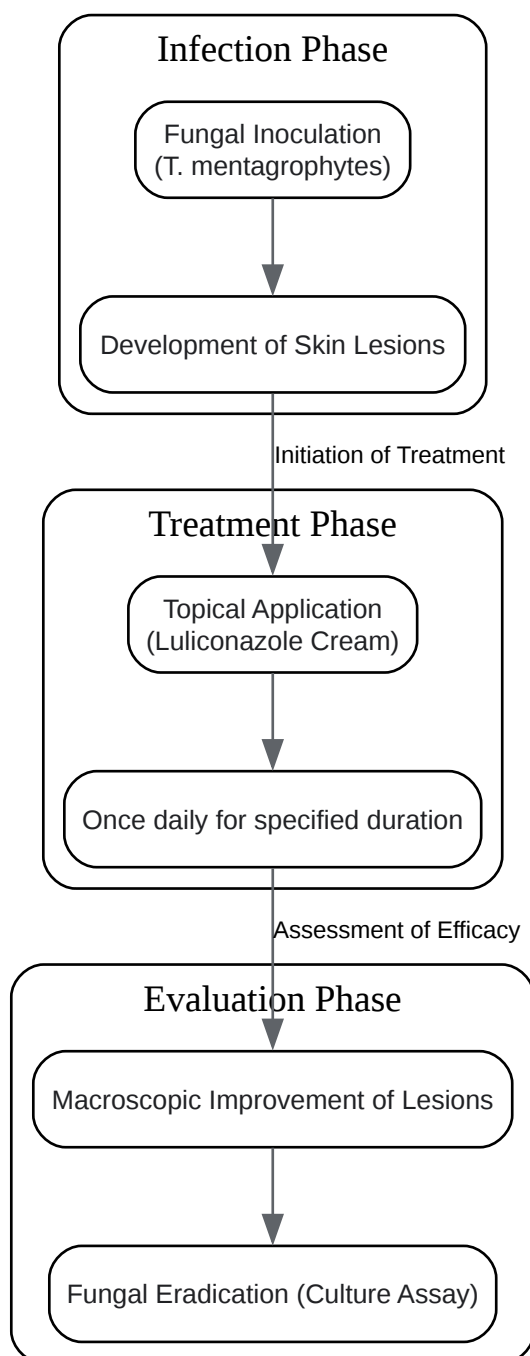 Infection Phase
Fungal Inoculation
(T. mentagrophytes)
Development of Skin Lesions
Initiation of Treatment
Treatment Phase
Topical Application
(Luliconazole Cream)
Once daily for specified duration
Assessment of Efficacy
Evaluation Phase
Macroscopic Improvement of Lesions
Fungal Eradication (Culture Assay)